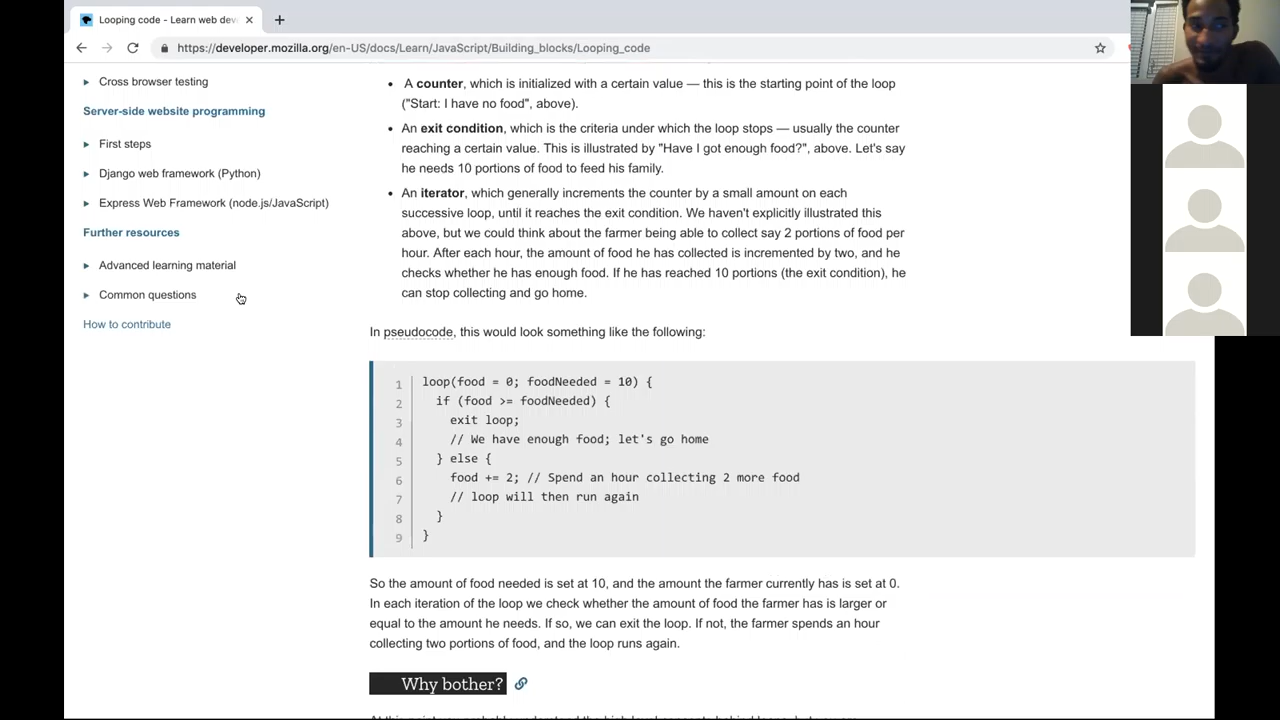 Looping code - Learn web dev
https://developer.mozilla.org/en-US/docs/Learn/JavaScript/Building_blocks/Looping_code
Cross browser testing
Server-side website programming
First steps
Django web framework (Python)
Express Web Framework (node.js/JavaScript)
Further resources
Advanced learning material
Common questions
How to contribute
• A counter, which is initialized with a certain value — this is the starting point of the loop
("Start: I have no food", above).
• An exit condition, which is the criteria under which the loop stops — usually the counter
reaching a certain value. This is illustrated by "Have I got enough food?", above. Let's say
he needs 10 portions of food to feed his family.
• An iterator, which generally increments the counter by a small amount on each
successive loop, until it reaches the exit condition. We haven't explicitly illustrated this
above, but we could think about the farmer being able to collect say 2 portions of food per
hour. After each hour, the amount of food he has collected is incremented by two, and he
checks whether he has enough food. If he has reached 10 portions (the exit condition), he
can stop collecting and go home.
In pseudocode, this would look something like the following:
1 loop(food = 0; foodNeeded = 10) {
2 if (food >= foodNeeded) {
3 exit loop;
4 // We have enough food; let's go home
5 } else {
6 food += 2; // Spend an hour collecting 2 more food
7 // loop will then run again
8 }
9 }
So the amount of food needed is set at 10, and the amount the farmer currently has is set at 0.
In each iteration of the loop we check whether the amount of food the farmer has is larger or
equal to the amount he needs. If so, we can exit the loop. If not, the farmer spends an hour
collecting two portions of food, and the loop runs again.
Why bother?